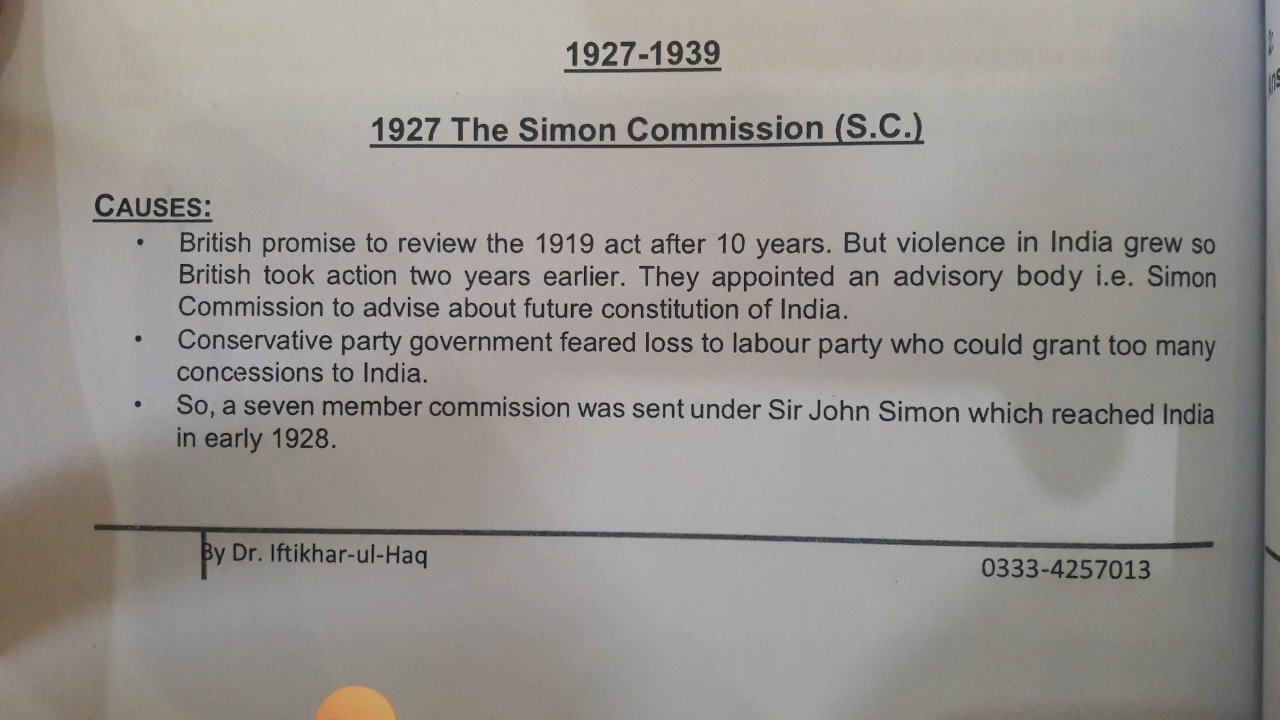 1927-1939
1927 The Simon Commission (S.C.)
CAUSES:
• British promise to review the 1919 act after 10 years. But violence in India grew so
British took action two years earlier. They appointed an advisory body i.e. Simon
Commission to advise about future constitution of India.
• Conservative party government feared loss to labour party who could grant too many
concessions to India.
• So, a seven member commission was sent under Sir John Simon which reached India
in early 1928.
By Dr. Iftikhar-ul-Haq
0333-4257013